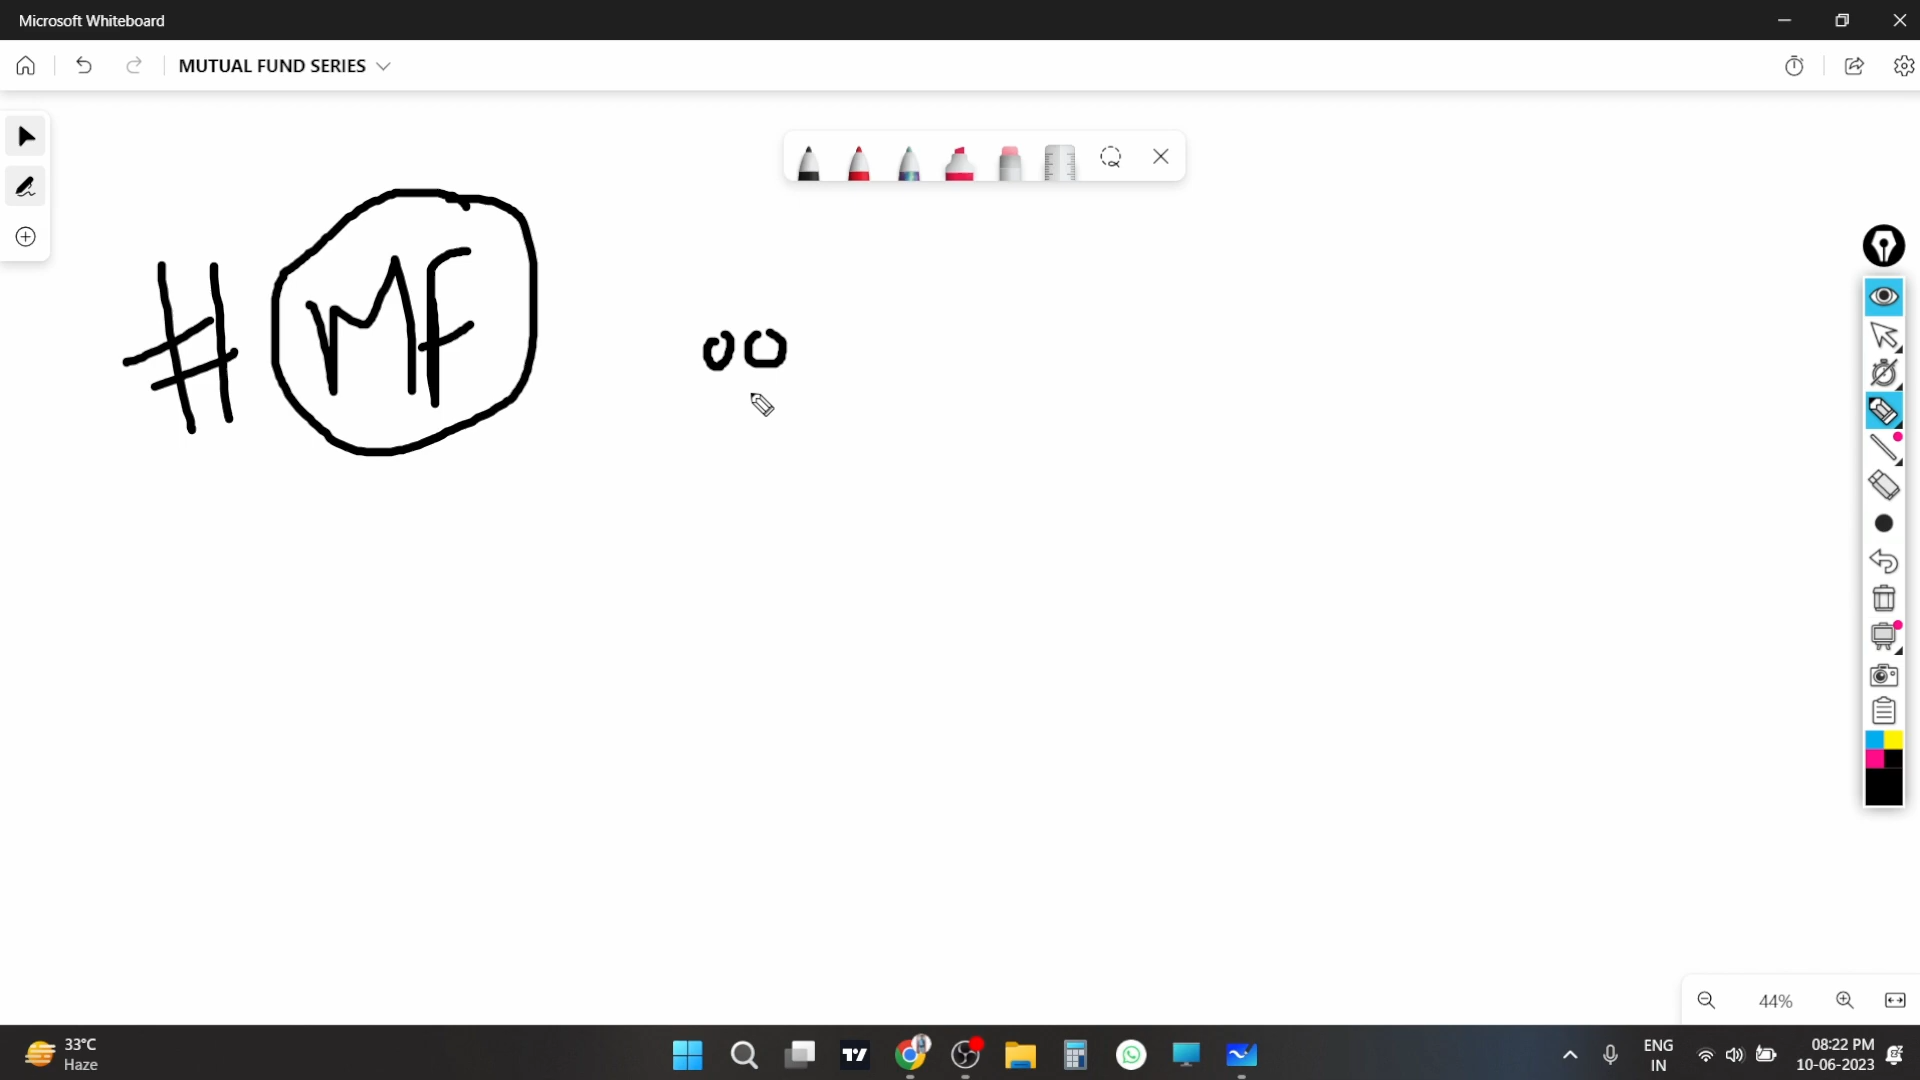 Microsoft Whiteboard
MUTUAL FUND SERIES
# MF
00
44%
33°C
Haze
ENG
IN
08:22 PM
10-06-2023